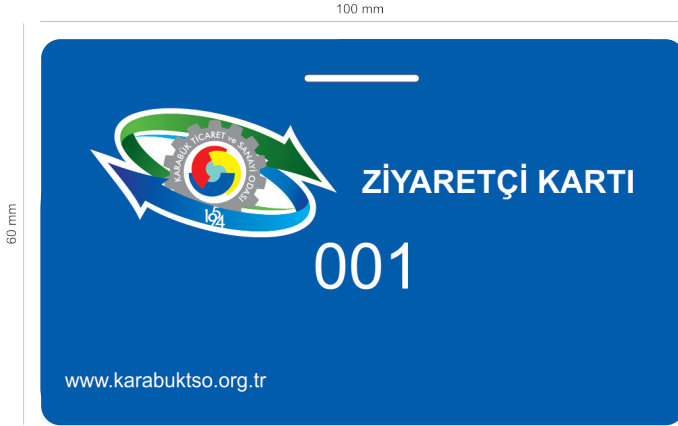 100 mm
60 mm
KARABÜK TİCARET ve SANAYİ ODASI
1954
ZİYARETÇİ KARTI
001
www.karabuktso.org.tr